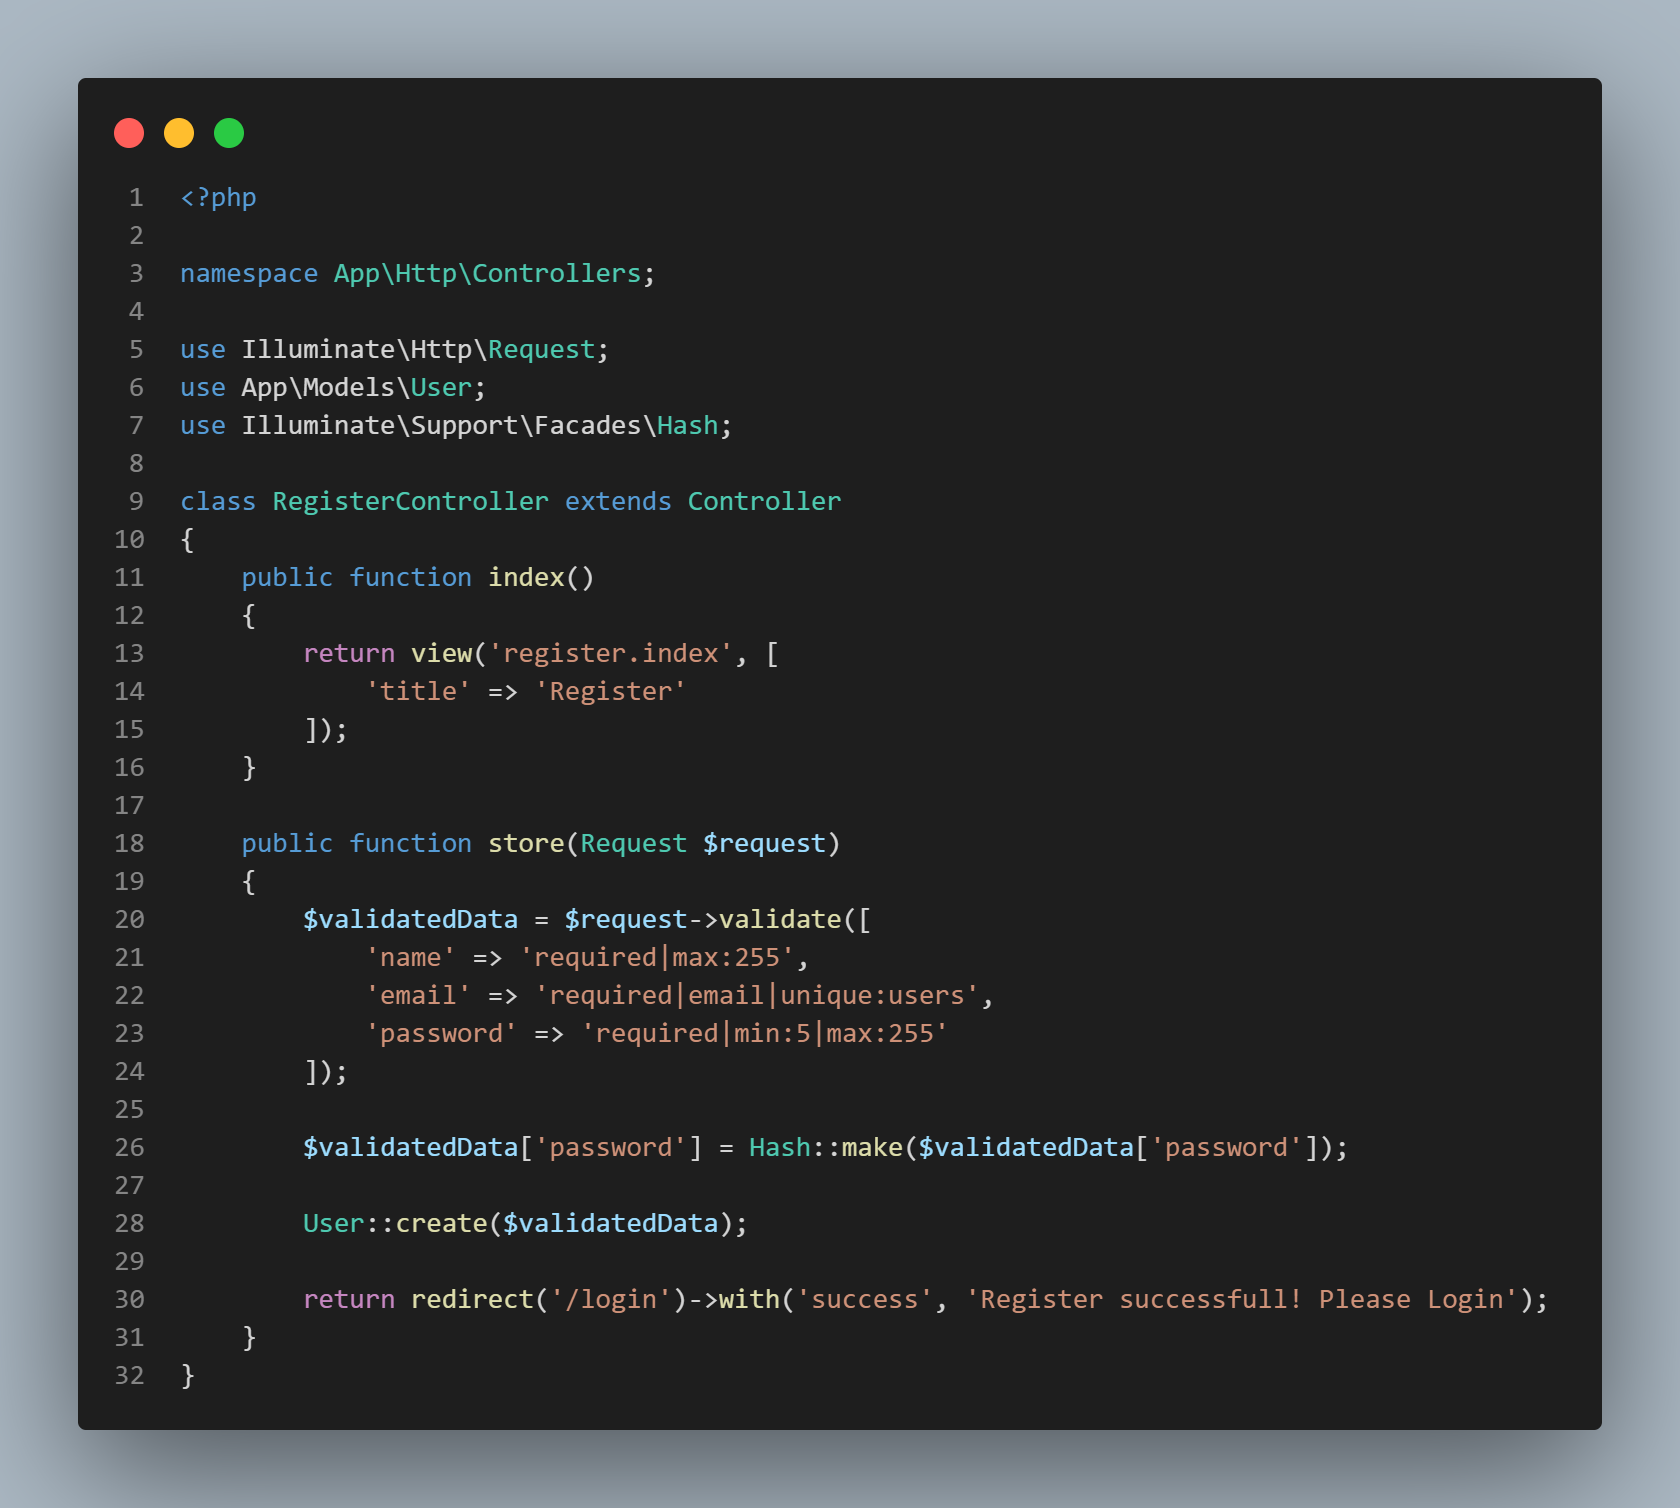 1 <?php
2
3 namespace App\Http\Controllers;
4
5 use Illuminate\Http\Request;
6 use App\Models\User;
7 use Illuminate\Support\Facades\Hash;
8
9 class RegisterController extends Controller
10 {
11     public function index()
12     {
13         return view('register.index', [
14             'title' => 'Register'
15         ]);
16     }
17
18     public function store(Request $request)
19     {
20         $validatedData = $request->validate([
21             'name' => 'required|max:255',
22             'email' => 'required|email|unique:users',
23             'password' => 'required|min:5|max:255'
24         ]);
25
26         $validatedData['password'] = Hash::make($validatedData['password']);
27
28         User::create($validatedData);
29
30         return redirect('/login')->with('success', 'Register successfull! Please Login');
31     }
32 }